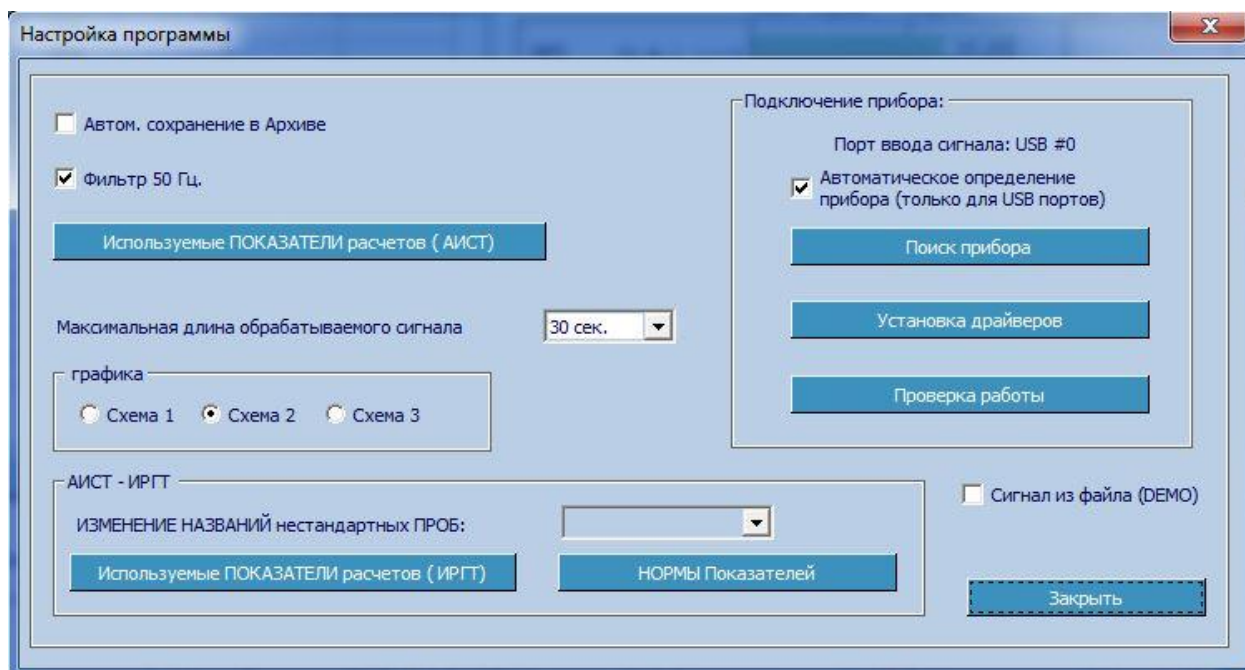 Настройка программы
Автом. сохранение в Архиве
Фильтр 50 Гц.
Используемые ПОКАЗАТЕЛИ расчетов ( АИСТ)
Максимальная длина обрабатываемого сигнала
30 сек.
графика
Схема 1
Схема 2
Схема 3
Подключение прибора:
Порт ввода сигнала: USB #0
Автоматическое определение
прибора (только для USB портов)
Поиск прибора
Установка драйверов
Проверка работы
АИСТ - ИРГТ
ИЗМЕНЕНИЕ НАЗВАНИЙ нестандартных ПРОБ:
Используемые ПОКАЗАТЕЛИ расчетов ( ИРГТ)
НОРМЫ Показателей
Сигнал из файла (DEMO)
Закрыть